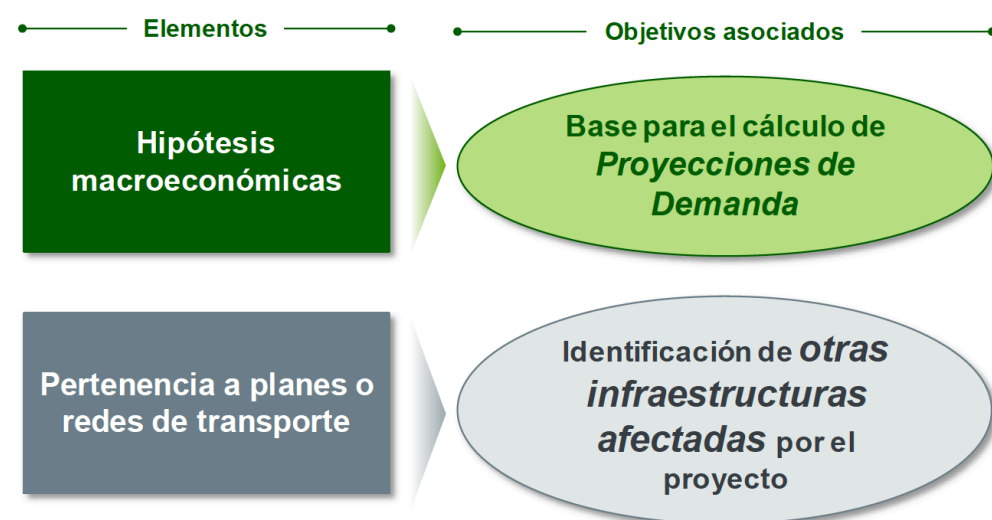 Elementos
Objetivos asociados
Hipótesis
macroeconómicas
Base para el cálculo de
Proyecciones de
Demanda
Pertenencia a planes o
redes de transporte
Identificación de otras
infraestructuras
afectadas por el
proyecto